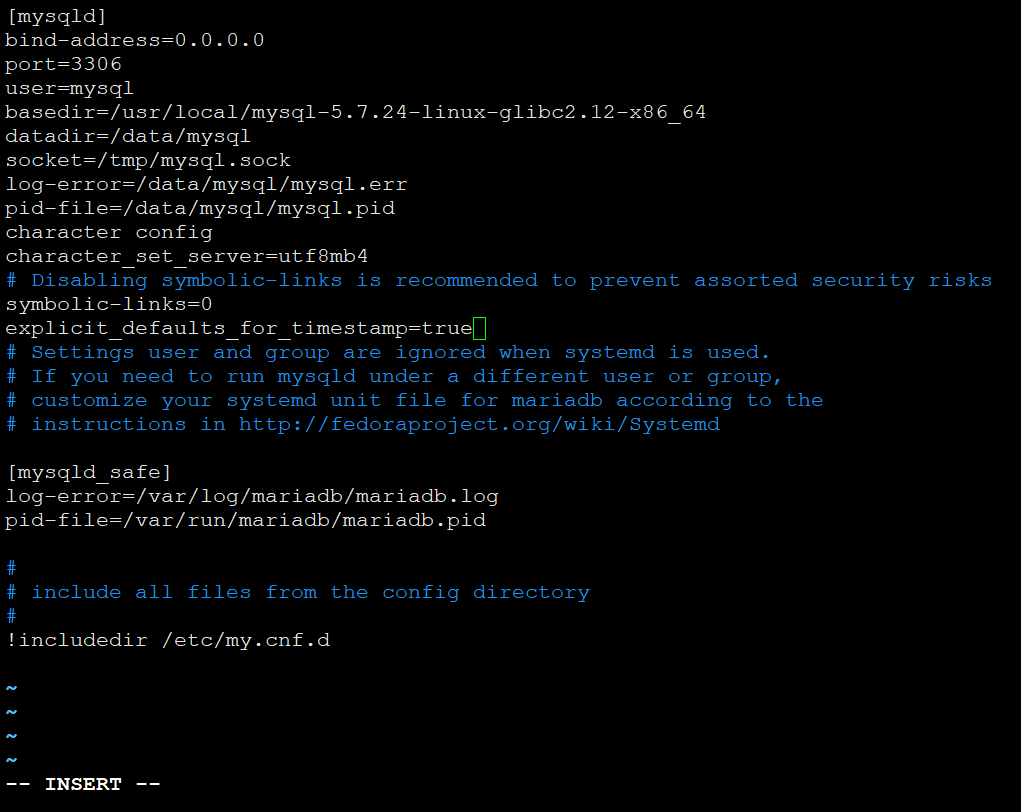 [mysqld]
bind-address=0.0.0.0
port=3306
user=mysql
basedir=/usr/local/mysql-5.7.24-linux-glibc2.12-x86_64
datadir=/data/mysql
socket=/tmp/mysql.sock
log-error=/data/mysql/mysql.err
pid-file=/data/mysql/mysql.pid
character config
character_set_server=utf8mb4
# Disabling symbolic-links is recommended to prevent assorted security risks
symbolic-links=0
explicit_defaults_for_timestamp=true
# Settings user and group are ignored when systemd is used.
# If you need to run mysqld under a different user or group,
# customize your systemd unit file for mariadb according to the
# instructions in http://fedoraproject.org/wiki/Systemd

[mysqld_safe]
log-error=/var/log/mariadb/mariadb.log
pid-file=/var/run/mariadb/mariadb.pid

#
# include all files from the config directory
#
!includedir /etc/my.cnf.d

~
~
~
~
-- INSERT --